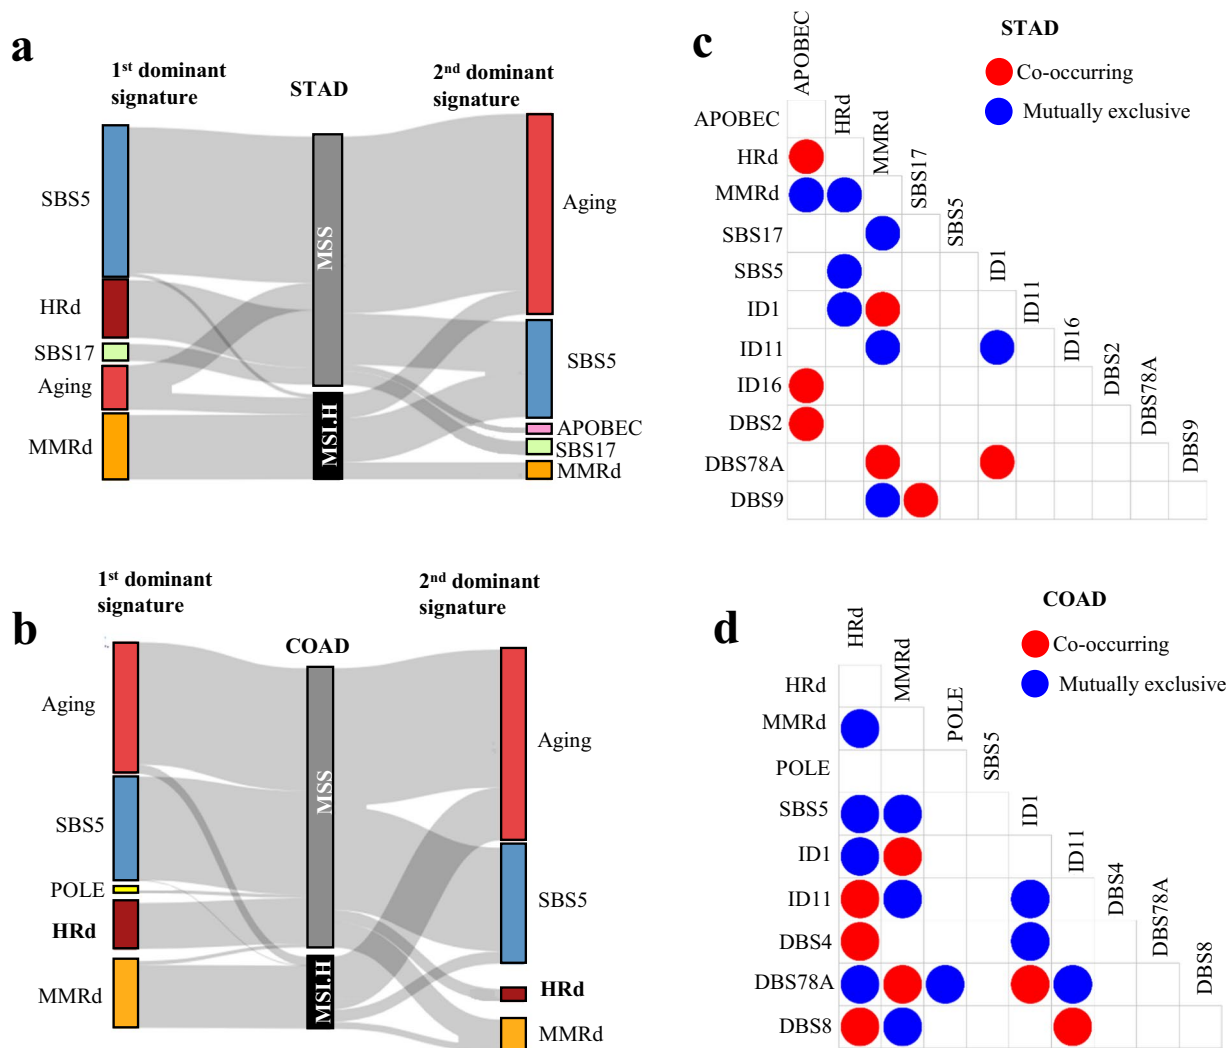 a
1st dominant
signature
STAD
2nd dominant
signature
SBS5
HRd
SBS17
Aging
MMRd
MSS
MSI.H
Aging
SBS5
APOBEC
SBS17
MMRd
c
STAD
Co-occurring
Mutually exclusive
APOBEC
HRd
MMRd
SBS17
SBS5
ID1
ID11
ID16
DBS2
DBS78A
DBS9
APOBEC
HRd
MMRd
SBS17
SBS5
ID1
ID11
ID16
DBS2
DBS78A
DBS9
b
1st dominant
signature
COAD
2nd dominant
signature
Aging
SBS5
POLE
HRd
MMRd
MSS
MSI.H
Aging
SBS5
HRd
MMRd
d
COAD
Co-occurring
Mutually exclusive
HRd
MMRd
POLE
SBS5
ID1
ID11
DBS4
DBS78A
DBS8
HRd
MMRd
POLE
SBS5
ID1
ID11
DBS4
DBS78A
DBS8